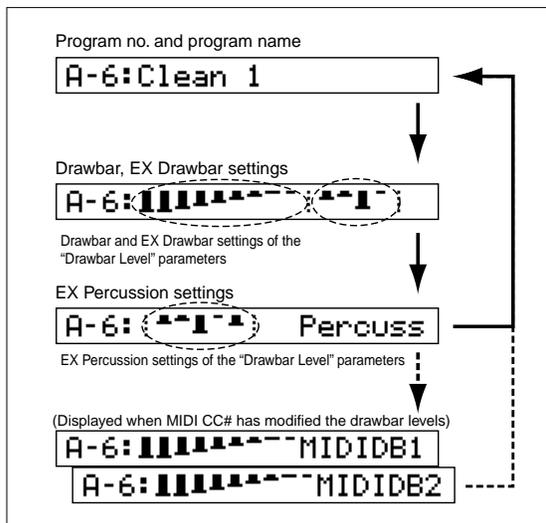 Program no. and program name
A-6:Clean 1
Drawbar, EX Drawbar settings
A-6:
Drawbar and EX Drawbar settings of the
“Drawbar Level” parameters
EX Percussion settings
A-6: Percuss
EX Percussion settings of the “Drawbar Level” parameters
(Displayed when MIDI CC# has modified the drawbar levels)
A-6: MIDIDB1
A-6: MIDIDB2